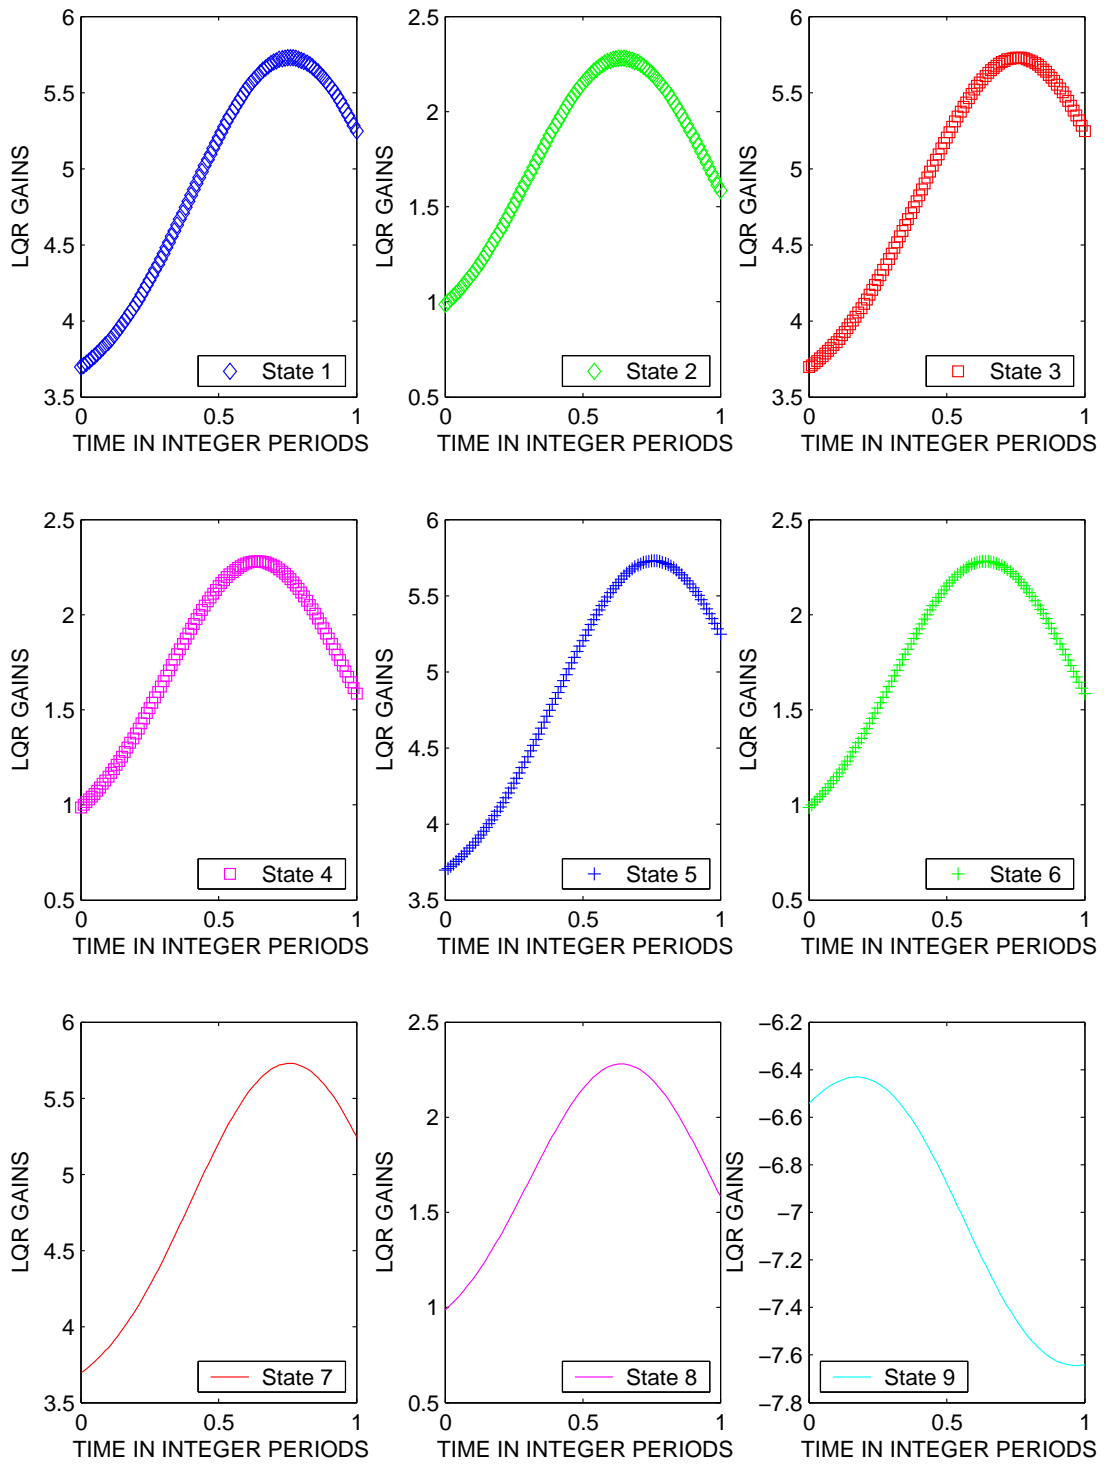 6
5.5
5
4.5
4
3.5
LQR GAINS
0 0.5 1
TIME IN INTEGER PERIODS
State 1
2.5
2
1.5
1
0.5
LQR GAINS
0 0.5 1
TIME IN INTEGER PERIODS
State 2
6
5.5
5
4.5
4
3.5
LQR GAINS
0 0.5 1
TIME IN INTEGER PERIODS
State 3
2.5
2
1.5
1
0.5
LQR GAINS
0 0.5 1
TIME IN INTEGER PERIODS
State 4
6
5.5
5
4.5
4
3.5
LQR GAINS
0 0.5 1
TIME IN INTEGER PERIODS
State 5
2.5
2
1.5
1
0.5
LQR GAINS
0 0.5 1
TIME IN INTEGER PERIODS
State 6
6
5.5
5
4.5
4
3.5
LQR GAINS
0 0.5 1
TIME IN INTEGER PERIODS
State 7
2.5
2
1.5
1
0.5
LQR GAINS
0 0.5 1
TIME IN INTEGER PERIODS
State 8
−6.2
−6.4
−6.6
−6.8
−7
−7.2
−7.4
−7.6
−7.8
LQR GAINS
0 0.5 1
TIME IN INTEGER PERIODS
State 9